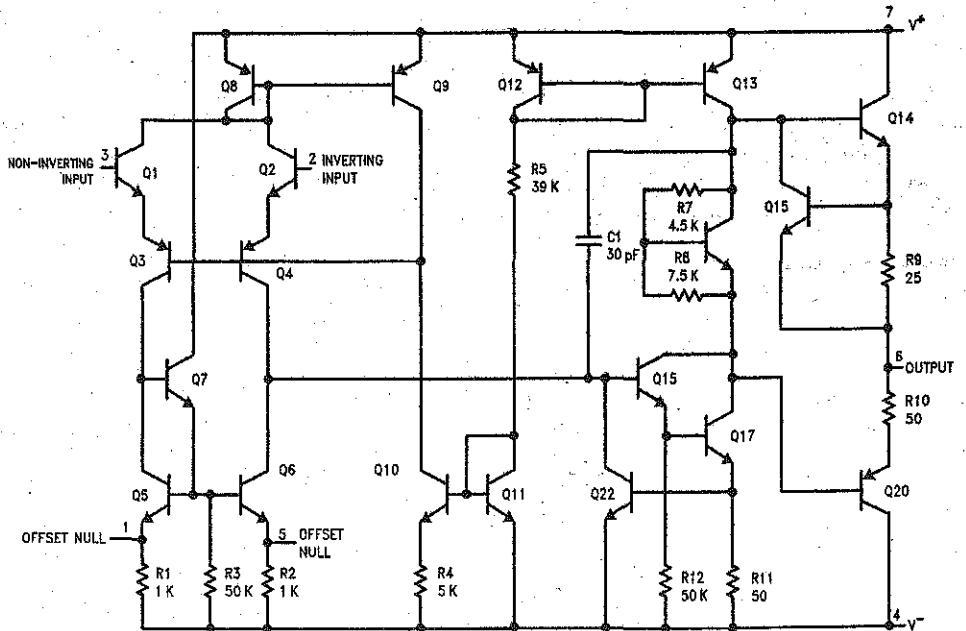 7
V+
Q8
Q9
Q12
Q13
Q14
NON-INVERTING
INPUT
3
Q1
Q2
2 INVERTING
INPUT
R5
39 K
Q15
R7
4.5 K
C1
30 pF
R8
7.5 K
R9
25
Q3
Q4
6
OUTPUT
Q7
Q15
R10
50
Q17
Q5
Q6
Q10
Q11
Q22
Q20
OFFSET NULL
1
5 OFFSET
NULL
R1
1 K
R3
50 K
R2
1 K
R4
5 K
R12
50 K
R11
50
4
V-